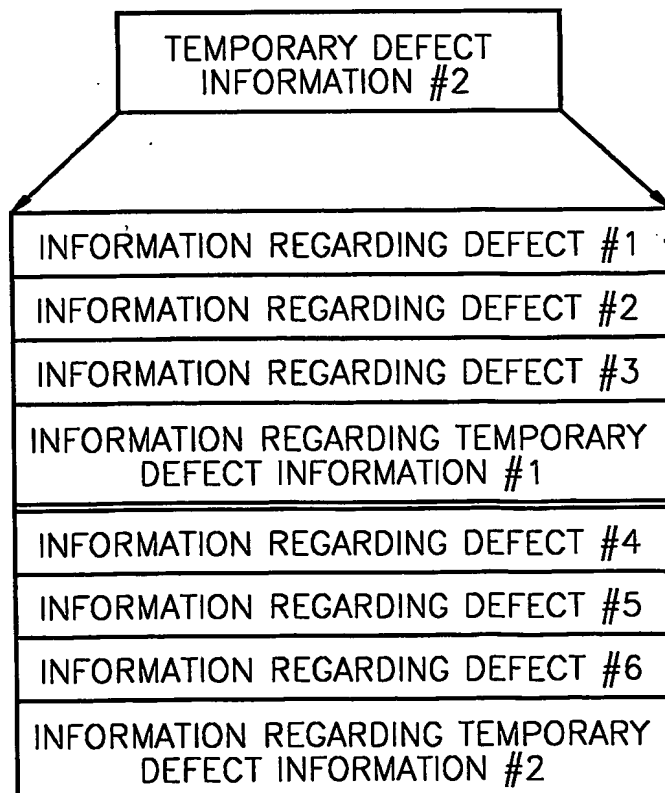 TEMPORARY DEFECT
INFORMATION #2
INFORMATION REGARDING DEFECT #1
INFORMATION REGARDING DEFECT #2
INFORMATION REGARDING DEFECT #3
INFORMATION REGARDING TEMPORARY
DEFECT INFORMATION #1
INFORMATION REGARDING DEFECT #4
INFORMATION REGARDING DEFECT #5
INFORMATION REGARDING DEFECT #6
INFORMATION REGARDING TEMPORARY
DEFECT INFORMATION #2